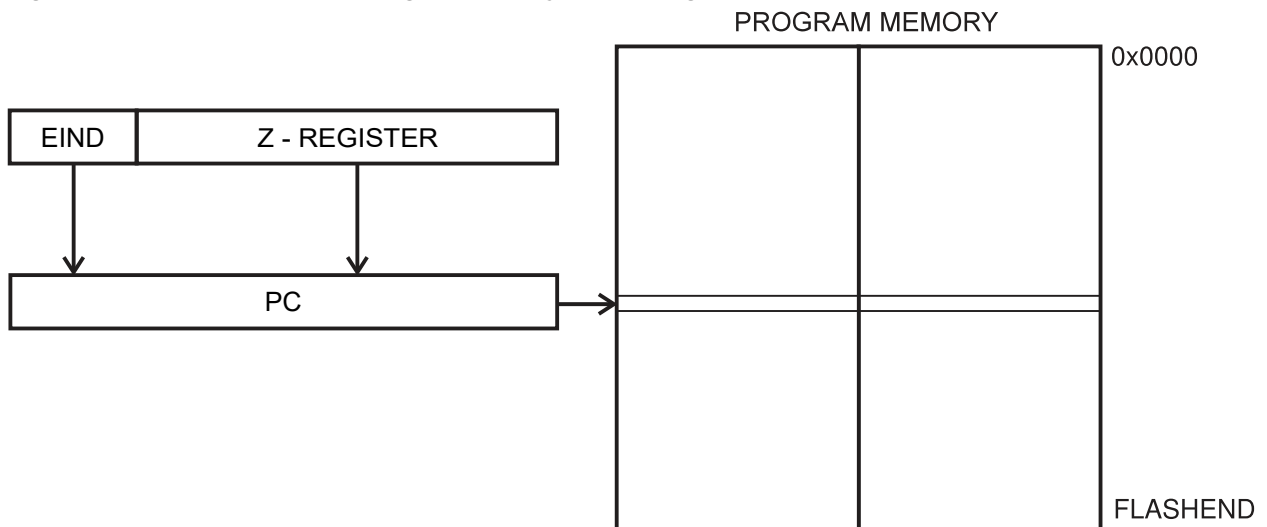 PROGRAM MEMORY
0x0000
EIND
Z - REGISTER
PC
FLASHEND